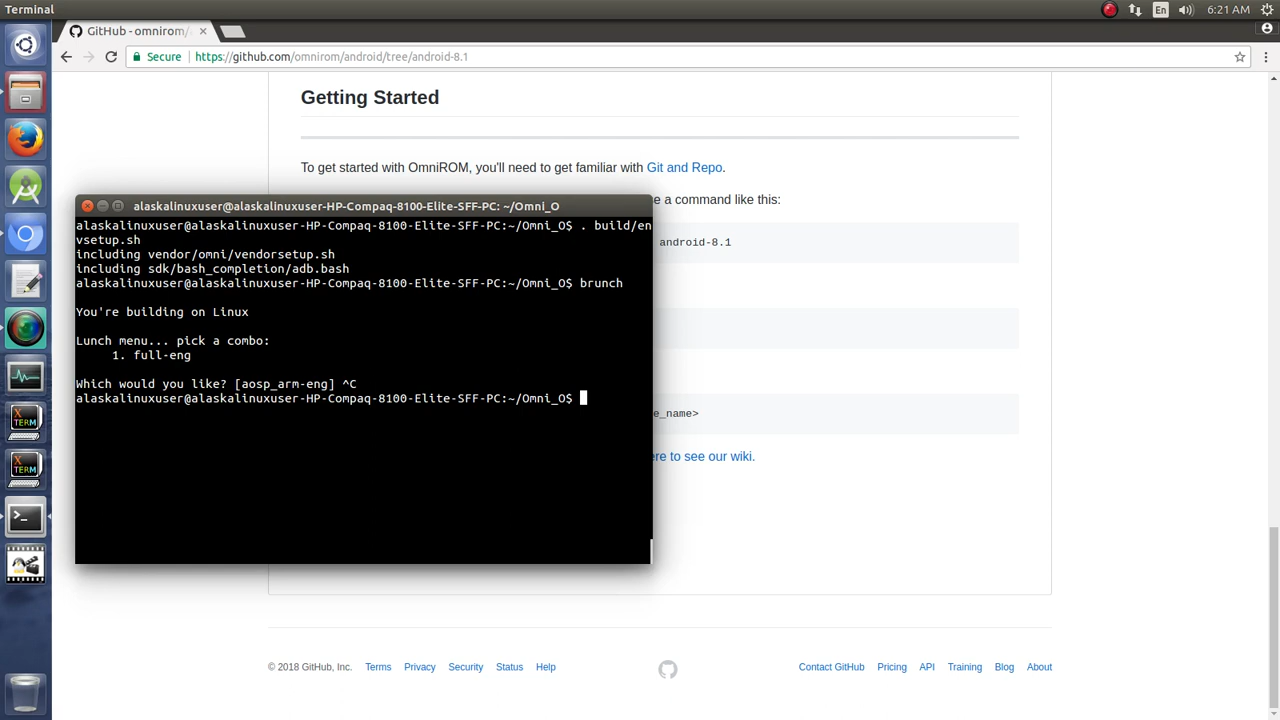 Terminal
En
6:21 AM
GitHub - omnirom/
Secure
https://github.com/omnirom/android/tree/android-8.1
Getting Started
To get started with OmniROM, you'll need to get familiar with Git and Repo.
e a command like this:
android-8.1
e_name>
ere to see our wiki.
alaskalinuxuser@alaskalinuxuser-HP-Compaq-8100-Elite-SFF-PC: ~/Omni_O
alaskalinuxuser@alaskalinuxuser-HP-Compaq-8100-Elite-SFF-PC:~/Omni_O$ . build/en
vsetup.sh
including vendor/omni/vendorsetup.sh
including sdk/bash_completion/adb.bash
alaskalinuxuser@alaskalinuxuser-HP-Compaq-8100-Elite-SFF-PC:~/Omni_O$ brunch
You're building on Linux
Lunch menu... pick a combo:
1. full-eng
Which would you like? [aosp_arm-eng] ^C
alaskalinuxuser@alaskalinuxuser-HP-Compaq-8100-Elite-SFF-PC:~/Omni_O$
X
TERM
X
TERM
>_
© 2018 GitHub, Inc.
Terms
Privacy
Security
Status
Help
Contact GitHub
Pricing
API
Training
Blog
About